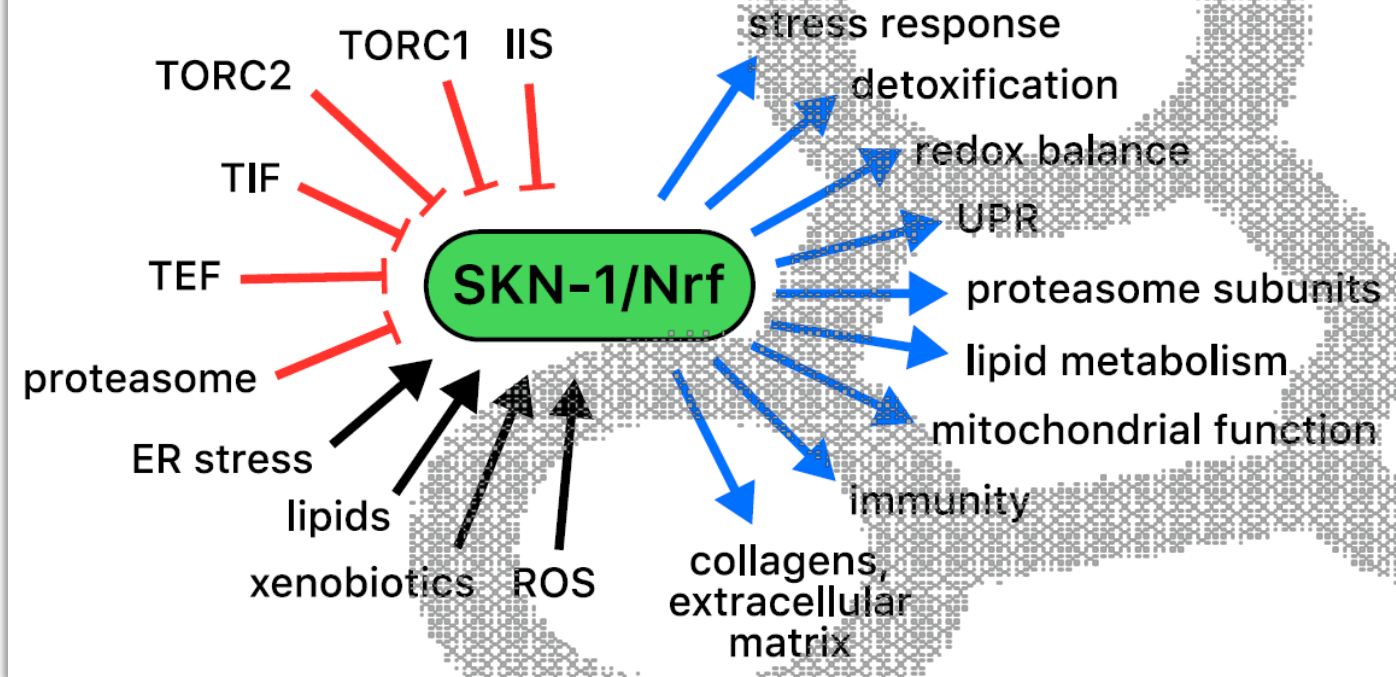 stress response
TORC1 IIS
TORC2
detoxification
redox balance
TIF
UPR
TEF
SKN-1/Nrf
proteasome subunits
lipid metabolism
proteasome
mitochondrial function
ER stress
immunity
lipids
xenobiotics ROS
collagens,
extracellular
matrix